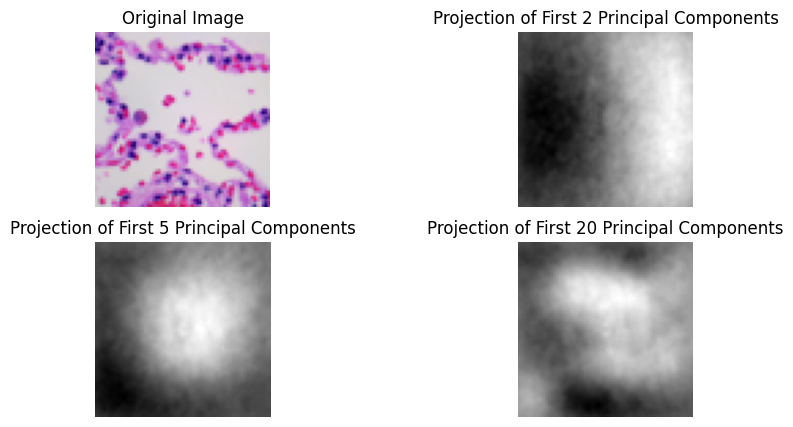 Original Image
Projection of First 2 Principal Components
Projection of First 5 Principal Components
Projection of First 20 Principal Components